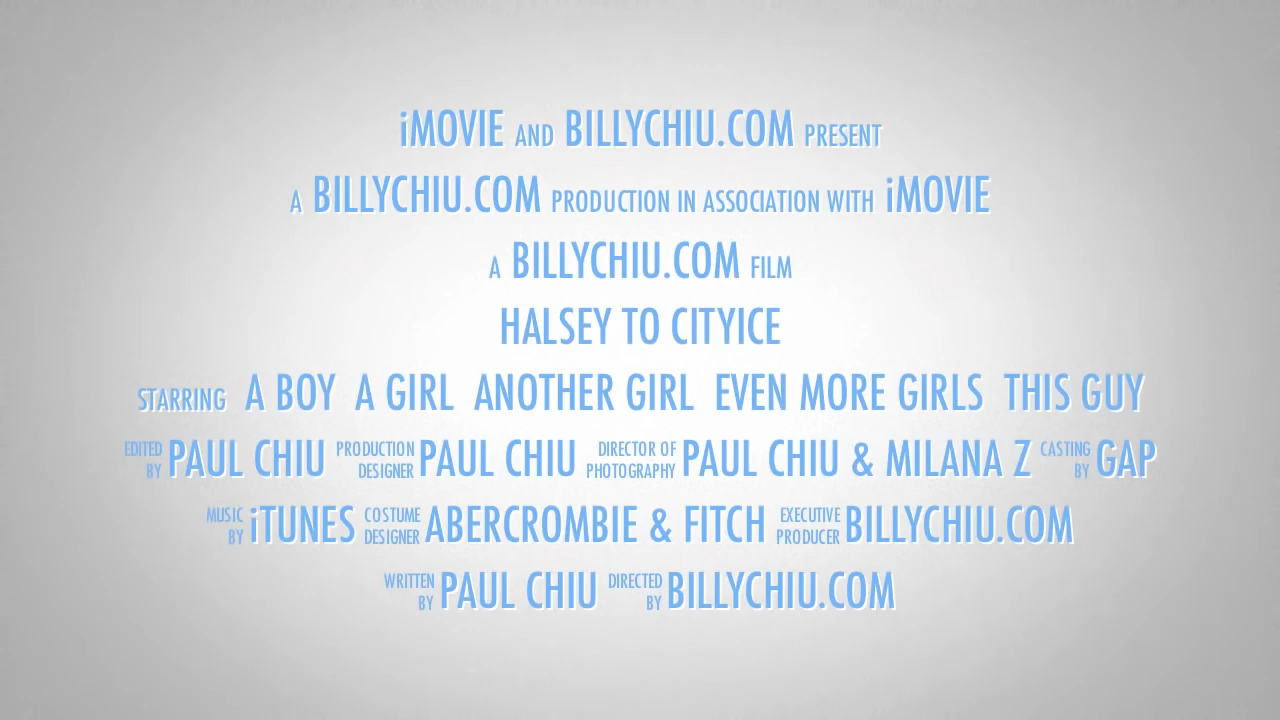 iMOVIE AND BILLYCHIU.COM PRESENT
A BILLYCHIU.COM PRODUCTION IN ASSOCIATION WITH iMOVIE
A BILLYCHIU.COM FILM
HALSEY TO CITYICE
STARRING A BOY A GIRL ANOTHER GIRL EVEN MORE GIRLS THIS GUY
EDITED BY PAUL CHIU PRODUCTION DESIGNER PAUL CHIU DIRECTOR OF PHOTOGRAPHY PAUL CHIU & MILANA Z CASTING BY GAP
MUSIC BY iTUNES COSTUME DESIGNER ABERCROMBIE & FITCH EXECUTIVE PRODUCER BILLYCHIU.COM
WRITTEN BY PAUL CHIU DIRECTED BY BILLYCHIU.COM